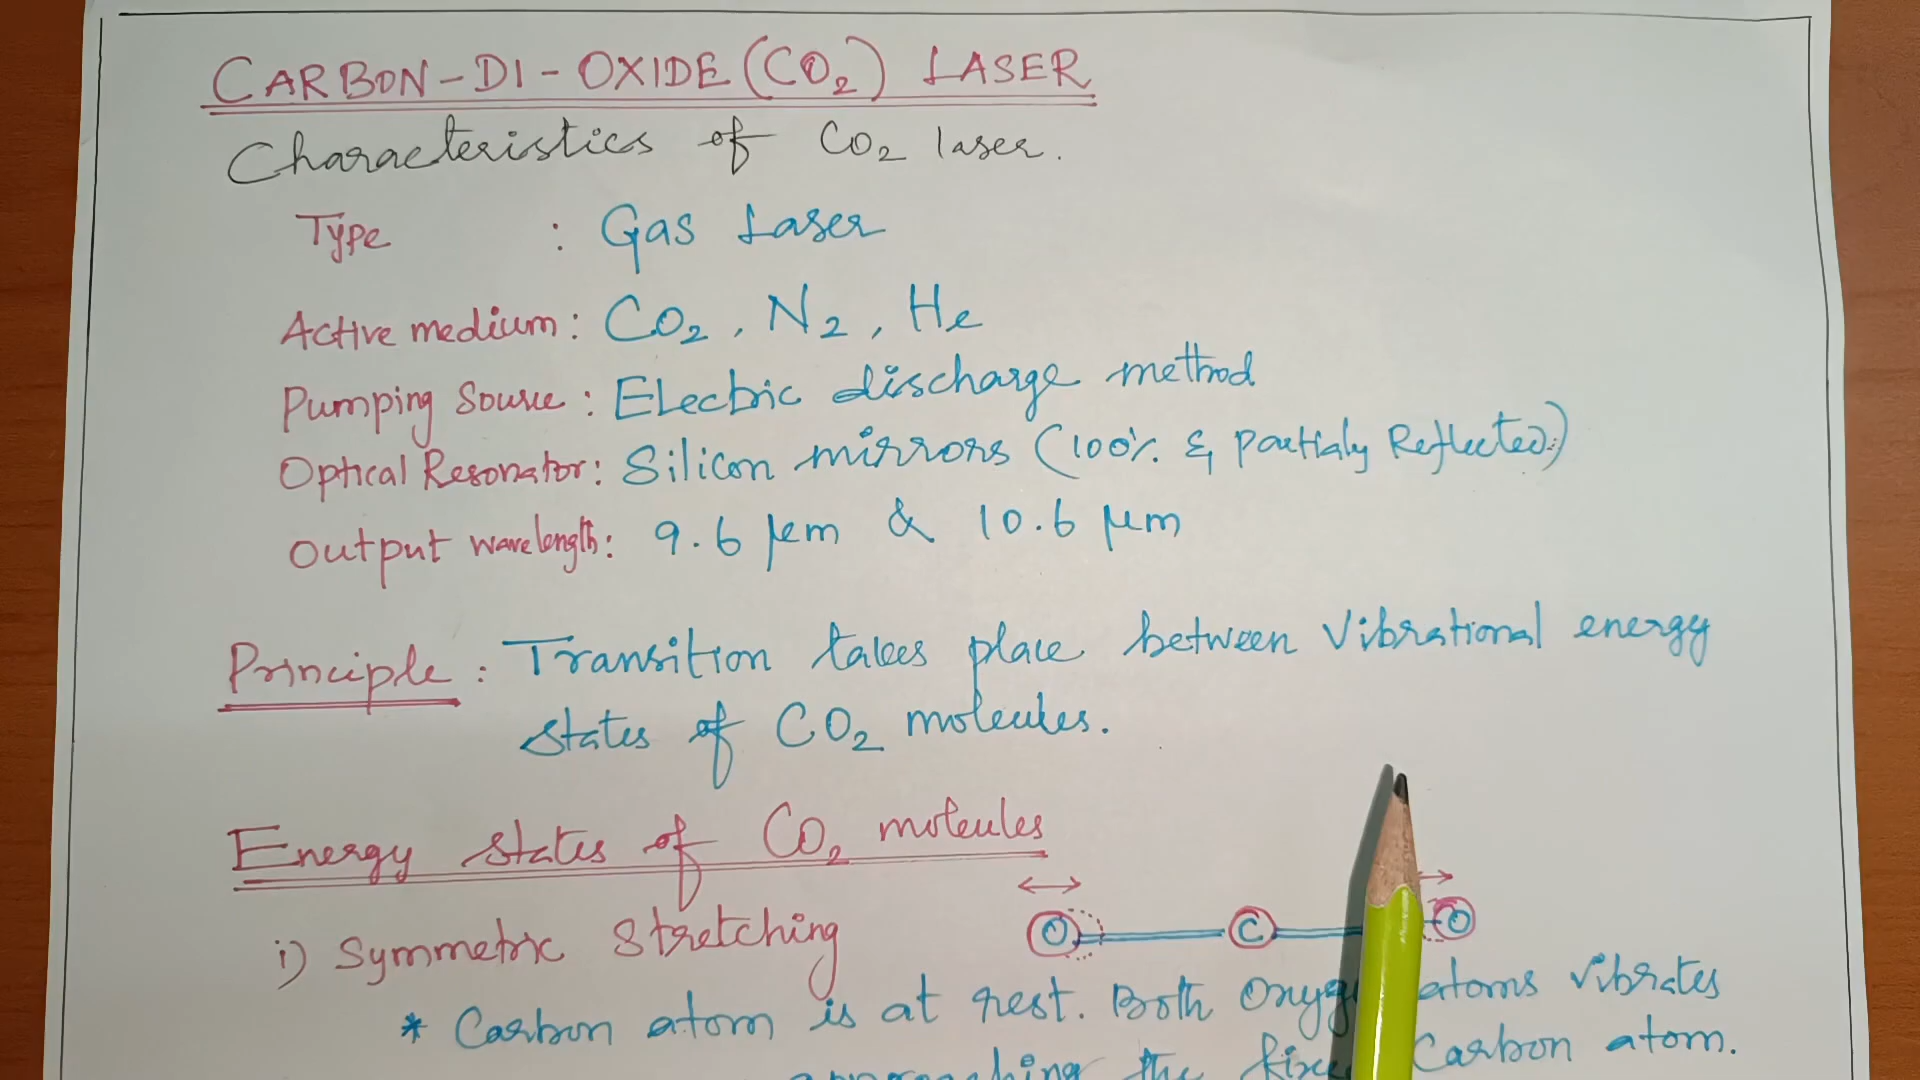 CARBON-DI-OXIDE (CO₂) LASER
Characteristics of CO₂ laser.
Type : Gas Laser
Active medium: CO₂, N₂, He
Pumping Source: Electric discharge method
Optical Resonator: Silicon mirrors (100% & Partialy Reflected.)
Output wavelength: 9.6 μm & 10.6 μm
Principle: Transition takes place between Vibrational energy
states of CO₂ molecules.
Energy states of CO₂ molecules
O C O
i) Symmetric Stretching
* Carbon atom is at rest. Both atoms vibrates
approaching the Carbon atom.